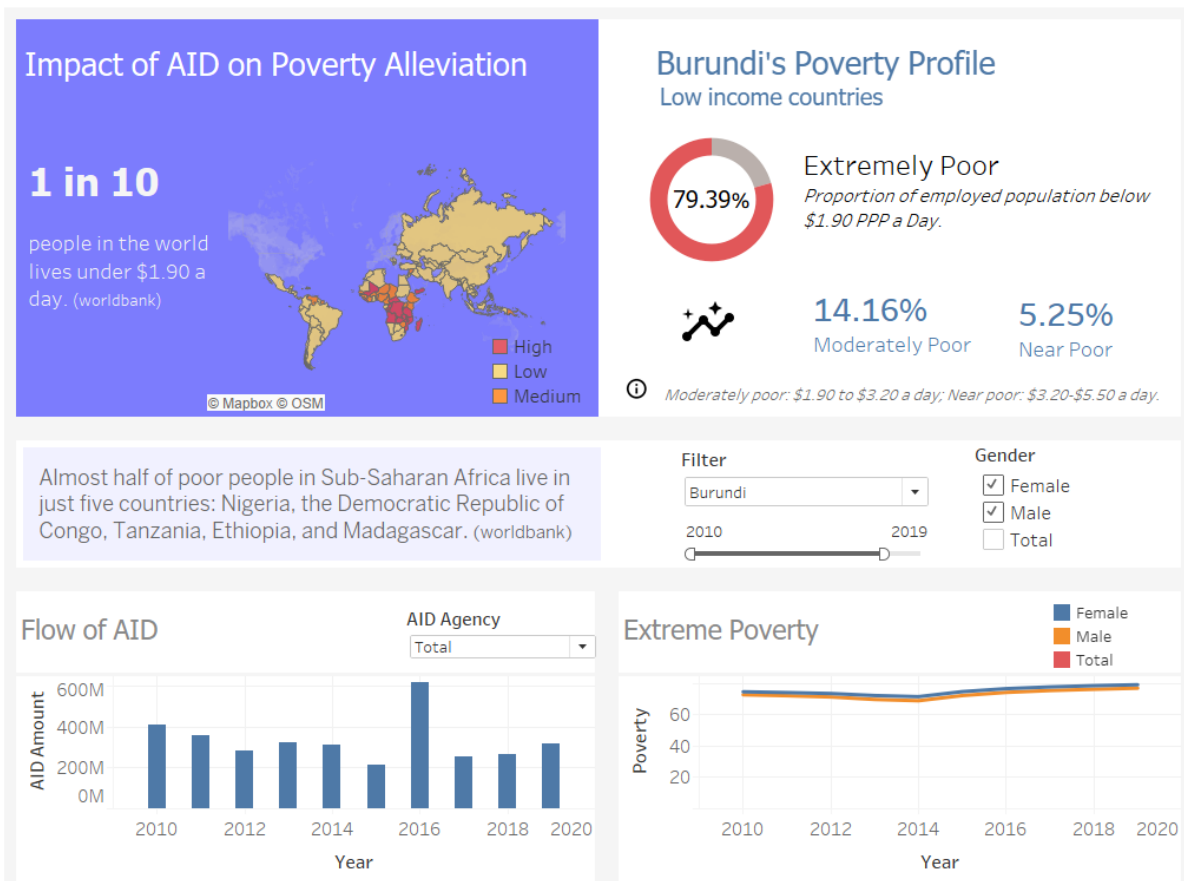 Impact of AID on Poverty Alleviation
1 in 10
people in the world
lives under $1.90 a
day. (worldbank)
High
Low
Medium
© Mapbox © OSM
Burundi's Poverty Profile
Low income countries
79.39%
Extremely Poor
Proportion of employed population below
$1.90 PPP a Day.
14.16%
Moderately Poor
5.25%
Near Poor
Moderately poor: $1.90 to $3.20 a day; Near poor: $3.20-$5.50 a day.
Almost half of poor people in Sub-Saharan Africa live in
just five countries: Nigeria, the Democratic Republic of
Congo, Tanzania, Ethiopia, and Madagascar. (worldbank)
Filter
Burundi
2010 2019
Gender
Female
Male
Total
Flow of AID
AID Agency
Total
AID Amount
600M
400M
200M
0M
2010 2012 2014 2016 2018 2020
Year
Extreme Poverty
Female
Male
Total
Poverty
60
40
20
2010 2012 2014 2016 2018 2020
Year